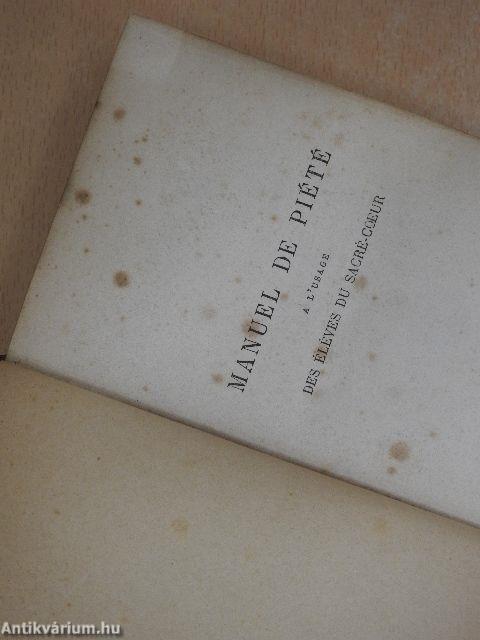 MANUEL DE PIÉTÉ
A L'USAGE
DES ÉLÈVES DU SACRÉ-CŒUR
Antikvárium.hu